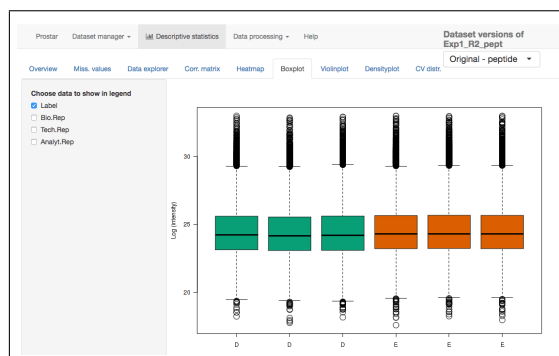 Prostar Dataset manager Descriptive statistics Data processing Help
Dataset versions of
Exp1_R2_pept
Original - peptide
Overview Miss. values Data explorer Corr. matrix Heatmap Boxplot Violinplot Densityplot CV distr.
Choose data to show in legend
Label
Bio.Rep
Tech.Rep
Analyt.Rep
Log (intensity)
30
25
20
D D D E E E